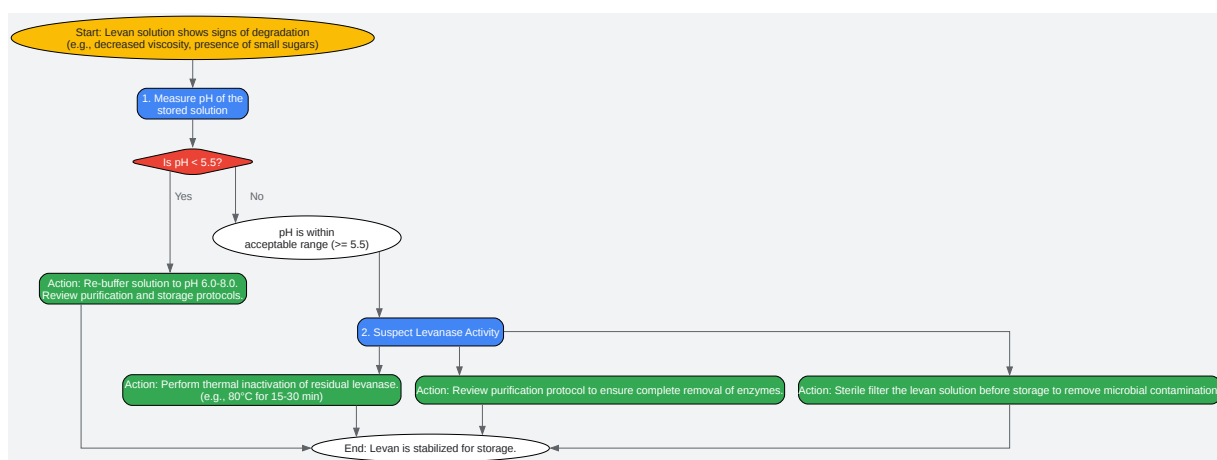 Start: Levan solution shows signs of degradation
(e.g., decreased viscosity, presence of small sugars)
1. Measure pH of the
stored solution
Is pH < 5.5?
Yes
No
pH is within
acceptable range (>= 5.5)
Action: Re-buffer solution to pH 6.0-8.0.
Review purification and storage protocols.
2. Suspect Levanase Activity
Action: Perform thermal inactivation of residual levanase.
(e.g., 80°C for 15-30 min)
Action: Review purification protocol to ensure complete removal of enzymes.
Action: Sterile filter the levan solution before storage to remove microbial contamination
End: Levan is stabilized for storage.